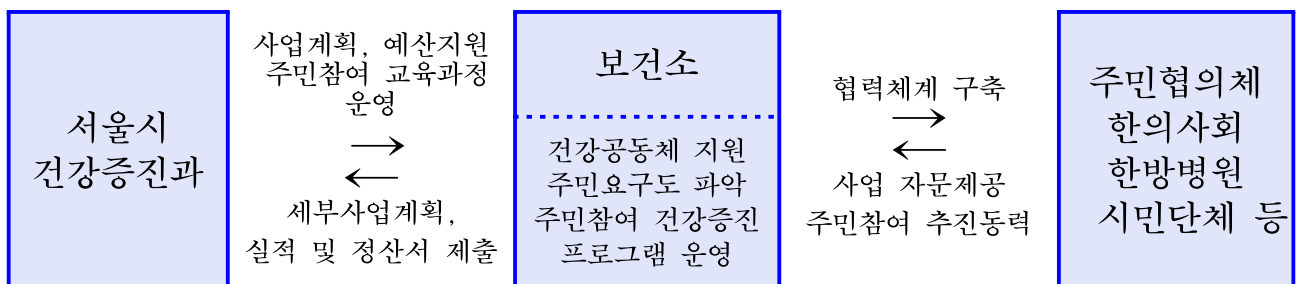 서울시
건강증진과
사업계획, 예산지원
주민참여 교육과정
운영
세부사업계획,
실적 및 정산서 제출
보건소
건강공동체 지원
주민요구도 파악
주민참여 건강증진
프로그램 운영
협력체계 구축
사업 자문제공
주민참여 추진동력
주민협의체
한의사회
한방병원
시민단체 등